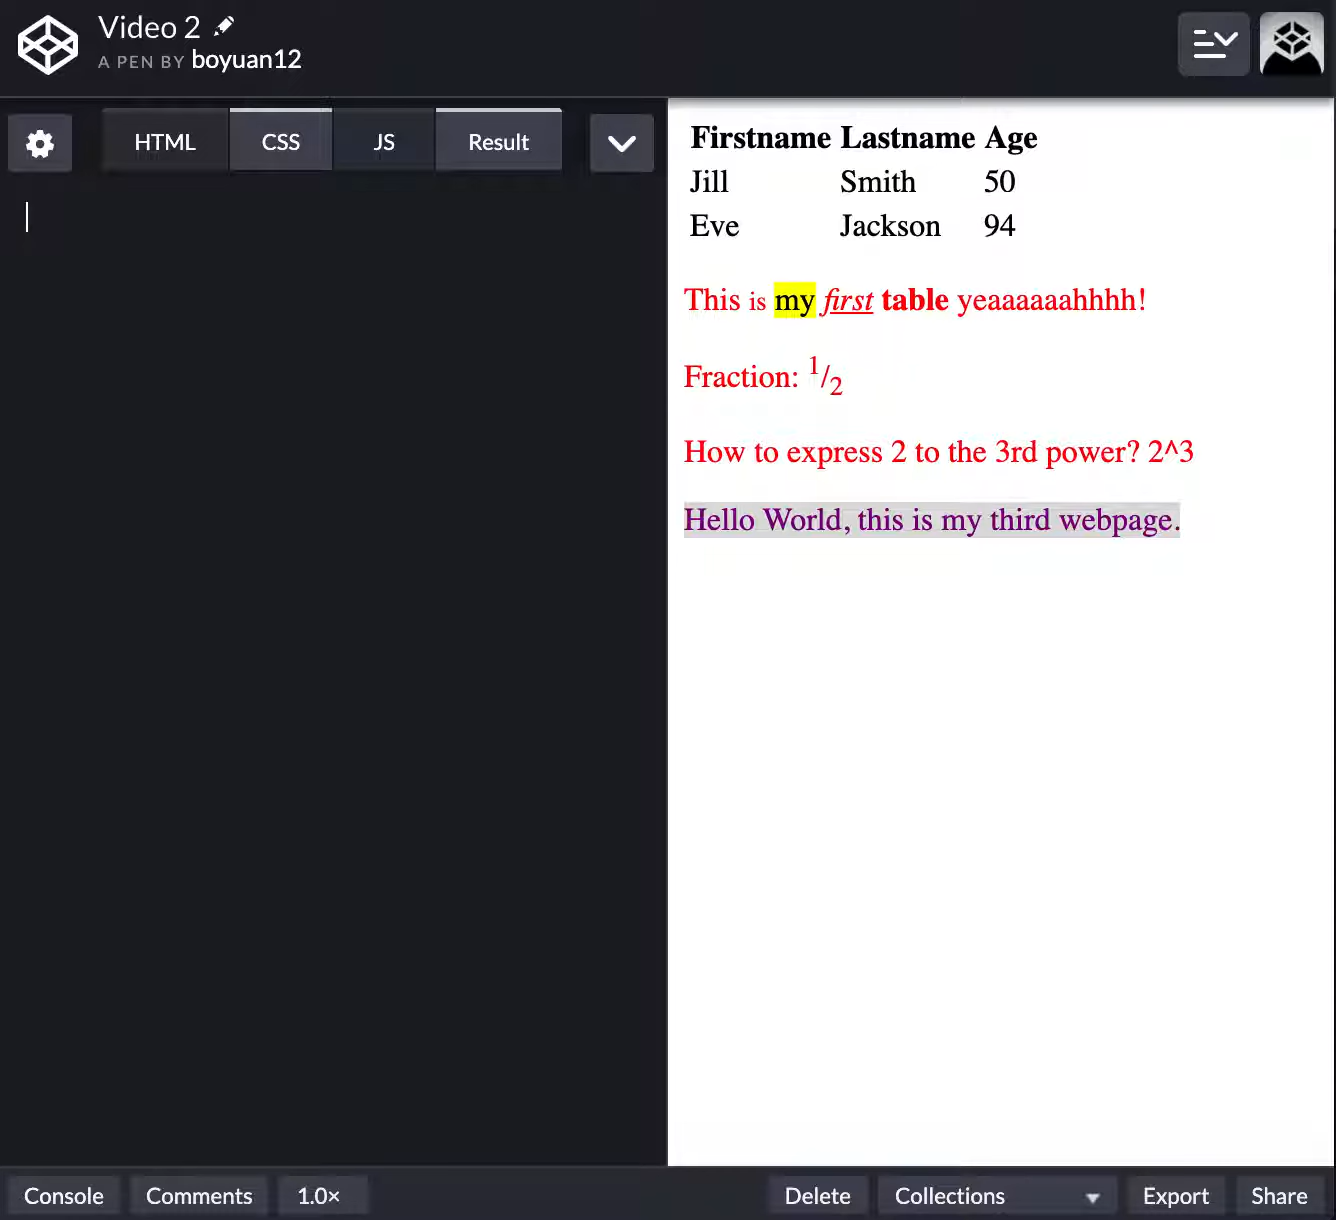 Video 2
A PEN BY boyuan12
HTML CSS JS Result
Firstname Lastname Age
Jill Smith 50
Eve Jackson 94
This is my first table yeaaaaaahhhh!
Fraction: 1/2
How to express 2 to the 3rd power? 2^3
Hello World, this is my third webpage.
Console Comments 1.0× Delete Collections Export Share